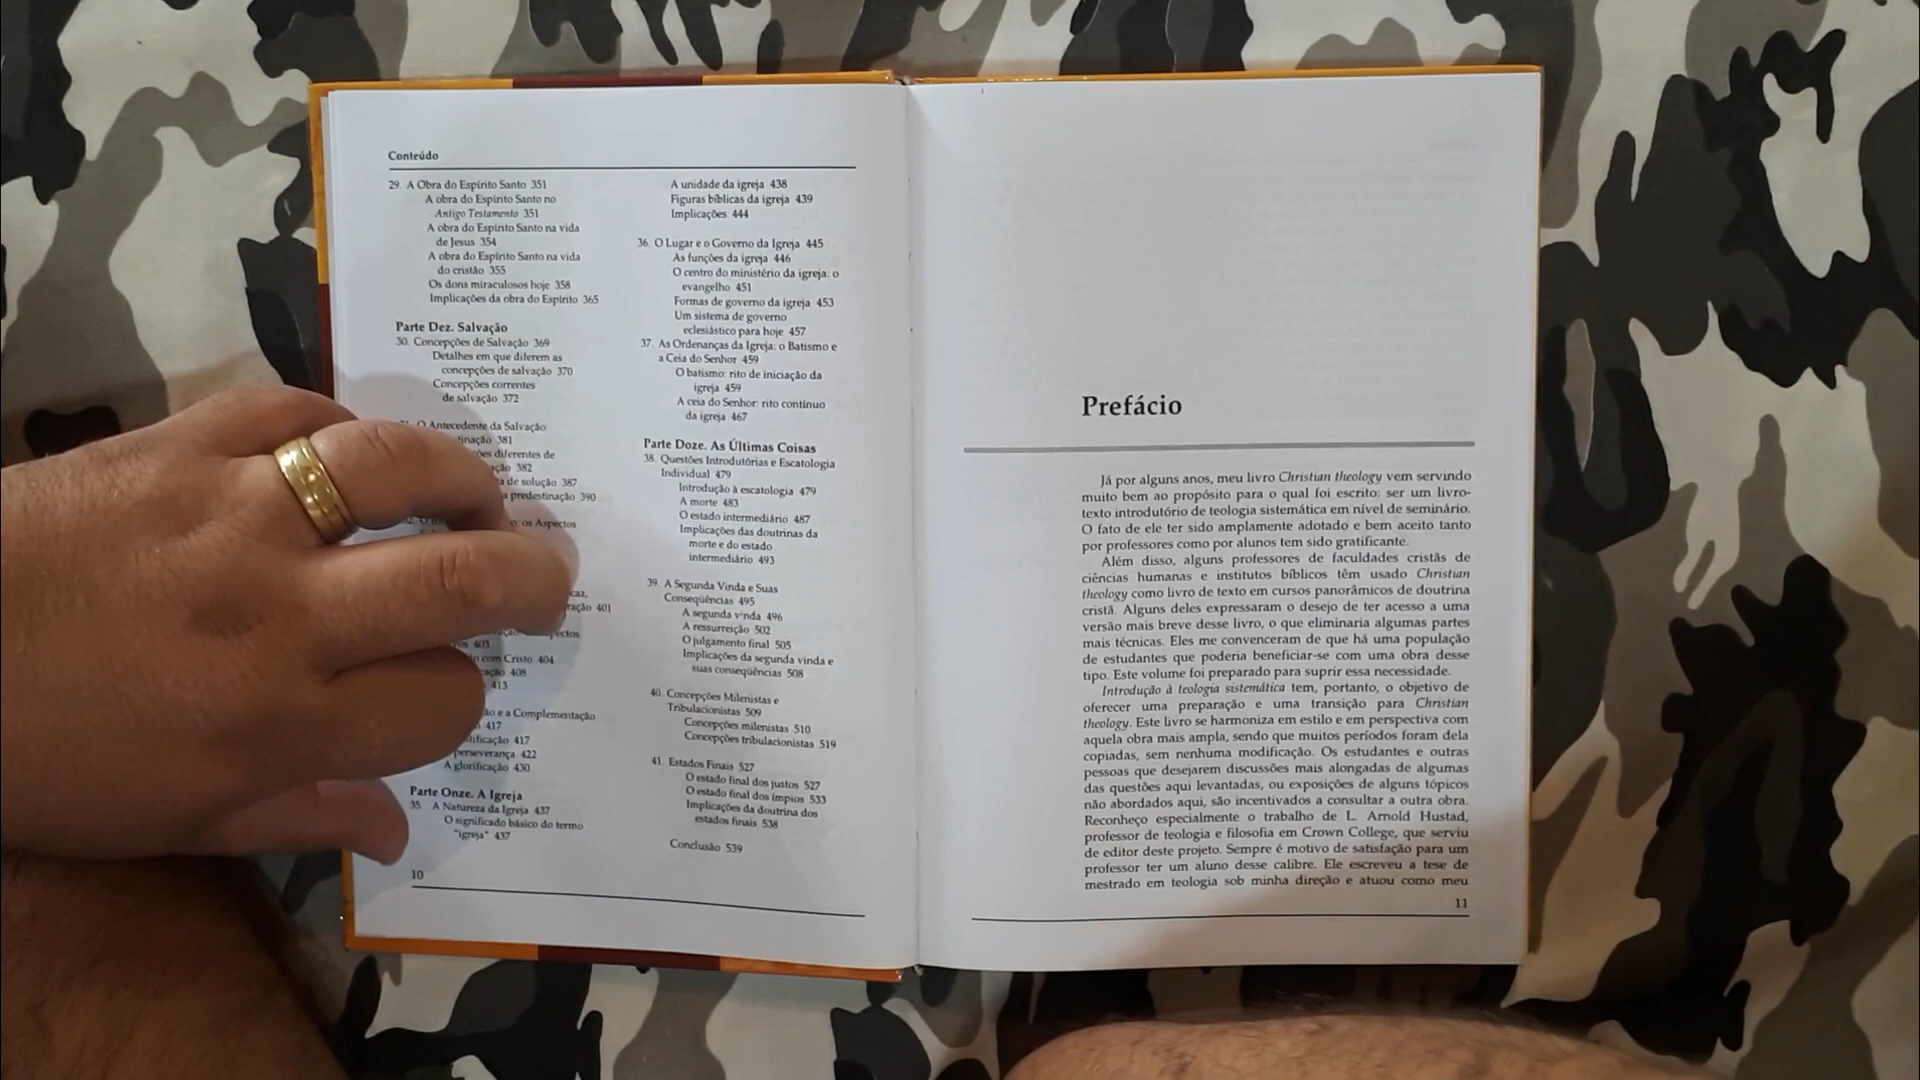 Conteúdo
29. A Obra do Espírito Santo 351
A obra do Espírito Santo no
Antigo Testamento 351
A obra do Espírito Santo na vida
de Jesus 354
A obra do Espírito Santo na vida
do cristão 355
Os dons miraculosos hoje 358
Implicações da obra do Espírito 365
Parte Dez. Salvação
30. Concepções de Salvação 369
Detalhes em que diferem as
concepções de salvação 370
Concepções correntes
de salvação 372
O Antecedente da Salvação
381
diferentes de
382
de solução 387
a predestinação 390
os Aspectos
401
403
com Cristo 404
408
413
e a Complementação
417
417
perseverança 422
A glorificação 430
Parte Onze. A Igreja
35. A Natureza da Igreja 437
O significado básico do termo
"igreja" 437
10
A unidade da igreja 438
Figuras bíblicas da igreja 439
Implicações 444
36. O Lugar e o Governo da Igreja 445
As funções da igreja 446
O centro do ministério da igreja: o
evangelho 451
Formas de governo da igreja 453
Um sistema de governo
eclesiástico para hoje 457
37. As Ordenanças da Igreja: o Batismo e
a Ceia do Senhor 459
O batismo: rito de iniciação da
igreja 459
A ceia do Senhor: rito contínuo
da igreja 467
Parte Doze. As Últimas Coisas
38. Questões Introdutórias e Escatologia
Individual 479
Introdução à escatologia 479
A morte 483
O estado intermediário 487
Implicações das doutrinas da
morte e do estado
intermediário 493
39. A Segunda Vinda e Suas
Conseqüências 495
A segunda vinda 496
A ressurreição 502
O julgamento final 505
Implicações da segunda vinda e
suas conseqüências 508
40. Concepções Milenistas e
Tribulacionistas 509
Concepções milenistas 510
Concepções tribulacionistas 519
41. Estados Finais 527
O estado final dos justos 527
O estado final dos ímpios 533
Implicações da doutrina dos
estados finais 538
Conclusão 539
Prefácio
Já por alguns anos, meu livro Christian theology vem servindo
muito bem ao propósito para o qual foi escrito: ser um livro-
texto introdutório de teologia sistemática em nível de seminário.
O fato de ele ter sido amplamente adotado e bem aceito tanto
por professores como por alunos tem sido gratificante.
Além disso, alguns professores de faculdades cristãs de
ciências humanas e institutos bíblicos têm usado Christian
theology como livro de texto em cursos panorâmicos de doutrina
cristã. Alguns deles expressaram o desejo de ter acesso a uma
versão mais breve desse livro, o que eliminaria algumas partes
mais técnicas. Eles me convenceram de que há uma população
de estudantes que poderia beneficiar-se com uma obra desse
tipo. Este volume foi preparado para suprir essa necessidade.
Introdução à teologia sistemática tem, portanto, o objetivo de
oferecer uma preparação e uma transição para Christian
theology. Este livro se harmoniza em estilo e em perspectiva com
aquela obra mais ampla, sendo que muitos períodos foram dela
copiadas, sem nenhuma modificação. Os estudantes e outras
pessoas que desejarem discussões mais alongadas de algumas
das questões aqui levantadas, ou exposições de alguns tópicos
não abordados aqui, são incentivados a consultar a outra obra.
Reconheço especialmente o trabalho de L. Arnold Hustad,
professor de teologia e filosofia em Crown College, que serviu
de editor deste projeto. Sempre é motivo de satisfação para um
professor ter um aluno desse calibre. Ele escreveu a tese de
mestrado em teologia sob minha direção e atuou como meu
11